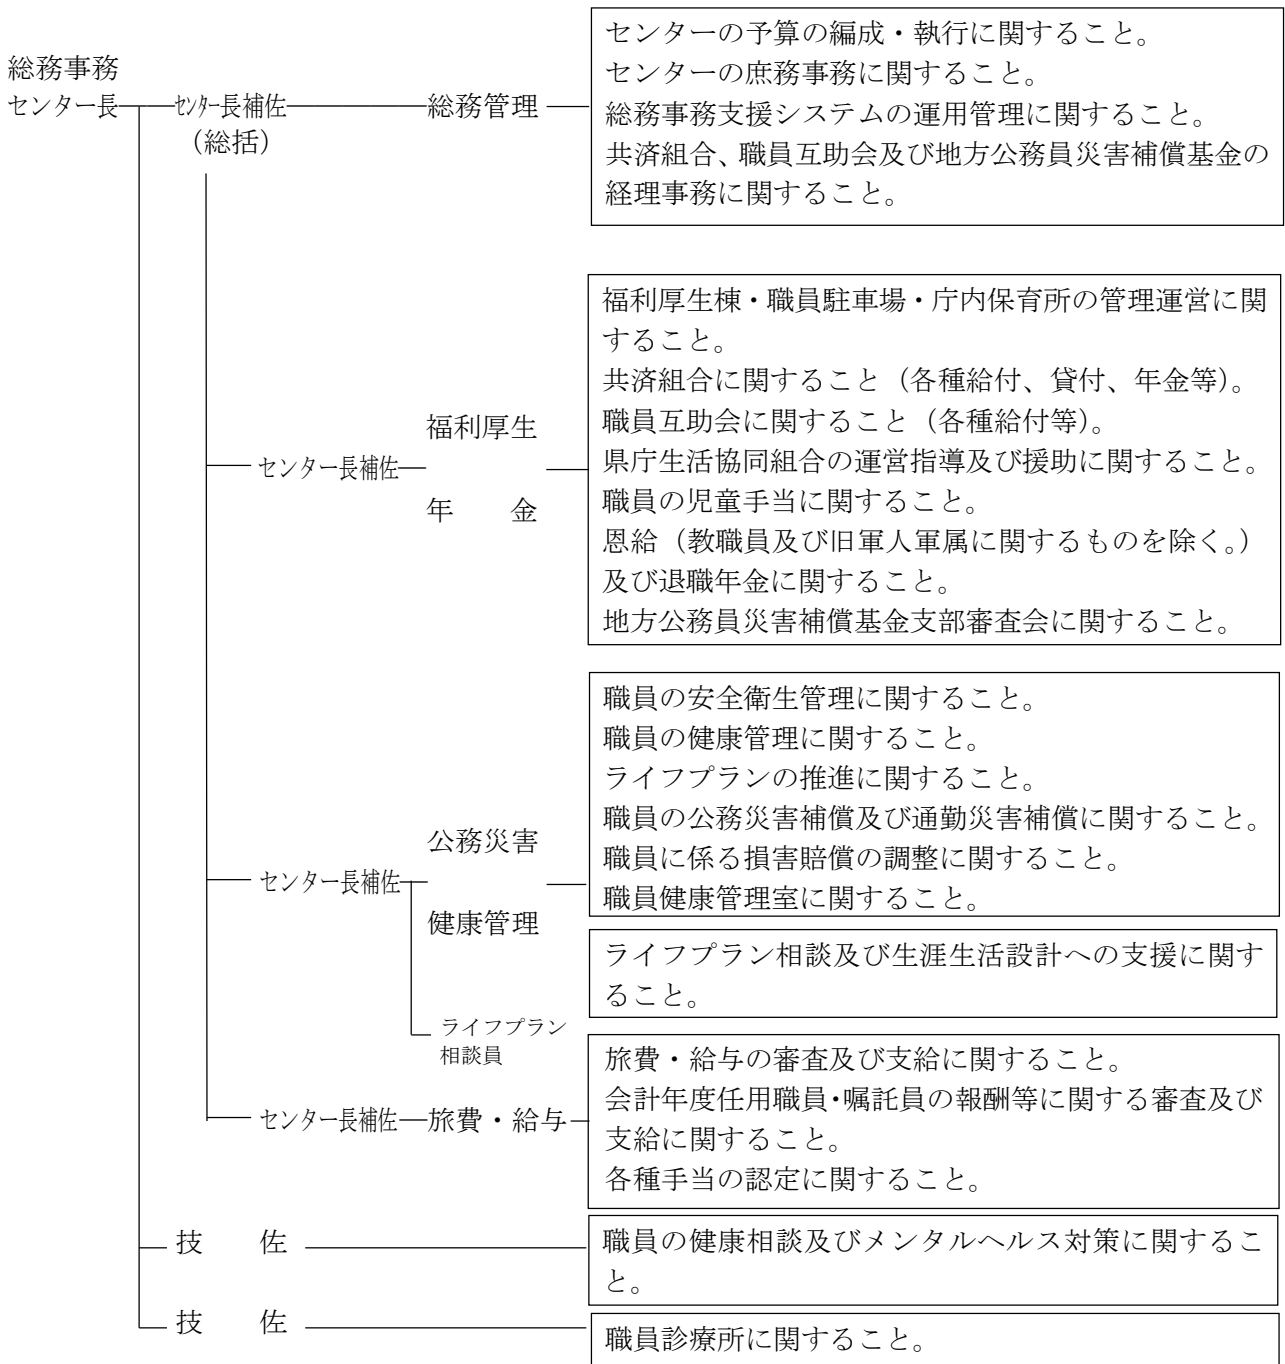 総務事務
センター長
センター長補佐
(総括)
総務管理
センターの予算の編成・執行に関すること。
センターの庶務事務に関すること。
総務事務支援システムの運用管理に関すること。
共済組合、職員互助会及び地方公務員災害補償基金の
経理事務に関すること。
センター長補佐
福利厚生
年　　金
福利厚生棟・職員駐車場・庁内保育所の管理運営に関
すること。
共済組合に関すること（各種給付、貸付、年金等）。
職員互助会に関すること（各種給付等）。
県庁生活協同組合の運営指導及び援助に関すること。
職員の児童手当に関すること。
恩給（教職員及び旧軍人軍属に関するものを除く。）
及び退職年金に関すること。
地方公務員災害補償基金支部審査会に関すること。
センター長補佐
公務災害
健康管理
職員の安全衛生管理に関すること。
職員の健康管理に関すること。
ライフプランの推進に関すること。
職員の公務災害補償及び通勤災害補償に関すること。
職員に係る損害賠償の調整に関すること。
職員健康管理室に関すること。
ライフプラン
相談員
ライフプラン相談及び生涯生活設計への支援に関す
ること。
センター長補佐
旅費・給与
旅費・給与の審査及び支給に関すること。
会計年度任用職員・嘱託員の報酬等に関する審査及び
支給に関すること。
各種手当の認定に関すること。
技　　佐
職員の健康相談及びメンタルヘルス対策に関するこ
と。
技　　佐
職員診療所に関すること。